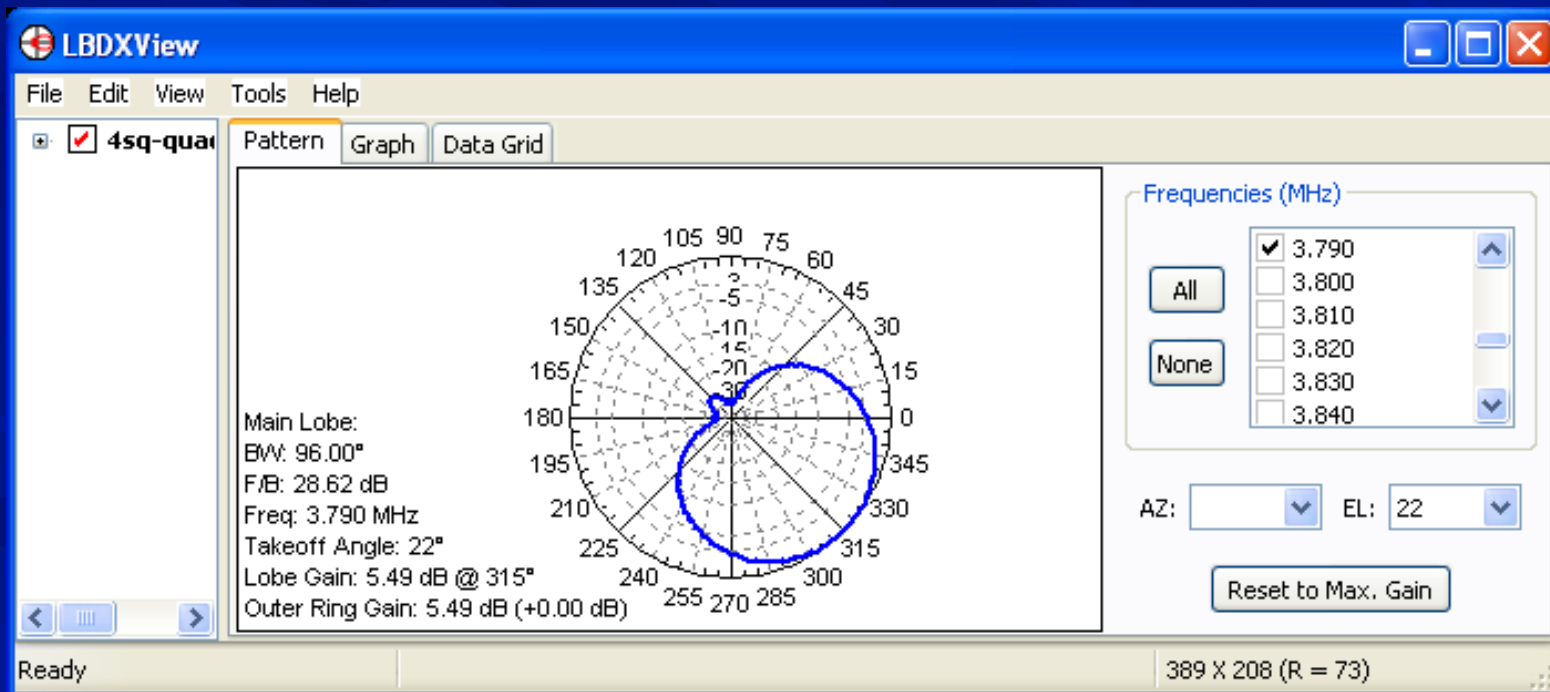 LBDXView
File Edit View Tools Help
4sq-qua
Pattern Graph Data Grid
Frequencies (MHz)
All
None
3.790
3.800
3.810
3.820
3.830
3.840
105 90 75
120 60
135 45
150 30
165 15
180 0
195 345
210 330
225 315
240 300
255 270 285
-5
-10
15
-20
30
Main Lobe:
BW: 96.00°
F/B: 28.62 dB
Freq: 3.790 MHz
Takeoff Angle: 22°
Lobe Gain: 5.49 dB @ 315°
Outer Ring Gain: 5.49 dB (+0.00 dB)
AZ: EL: 22
Reset to Max. Gain
Ready
389 X 208 (R = 73)